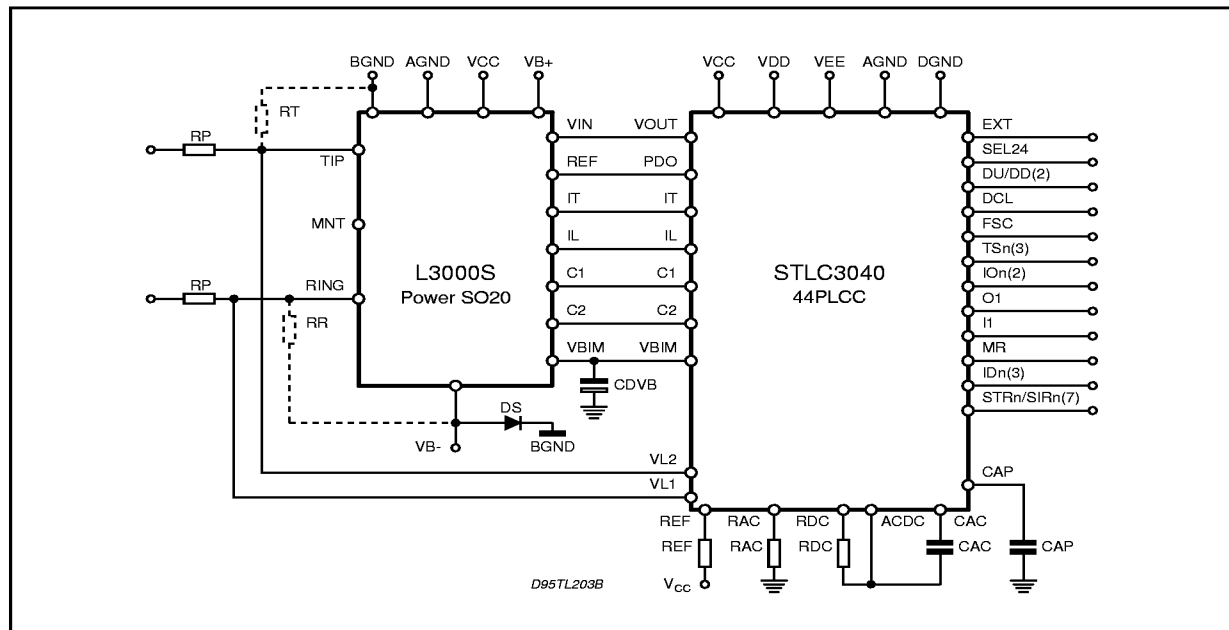 BGND AGND VCC VB+ VCC VDD VEE AGND DGND
RT
RP
TIP
MNT
RP
RING
RR
L3000S
Power SO20
VIN VOUT
REF PDO
IT IT
IL IL
C1 C1
C2 C2
VBIM VBIM
CDVB
DS
BGND
VB-
VL2
VL1
STLC3040
44PLCC
EXT
SEL24
DU/DD(2)
DCL
FSC
TSn(3)
IOn(2)
O1
I1
MR
IDn(3)
STRn/SIRn(7)
CAP
REF RAC RDC ACDC CAC
REF RAC RDC CAC CAP
VCC
D95TL203B